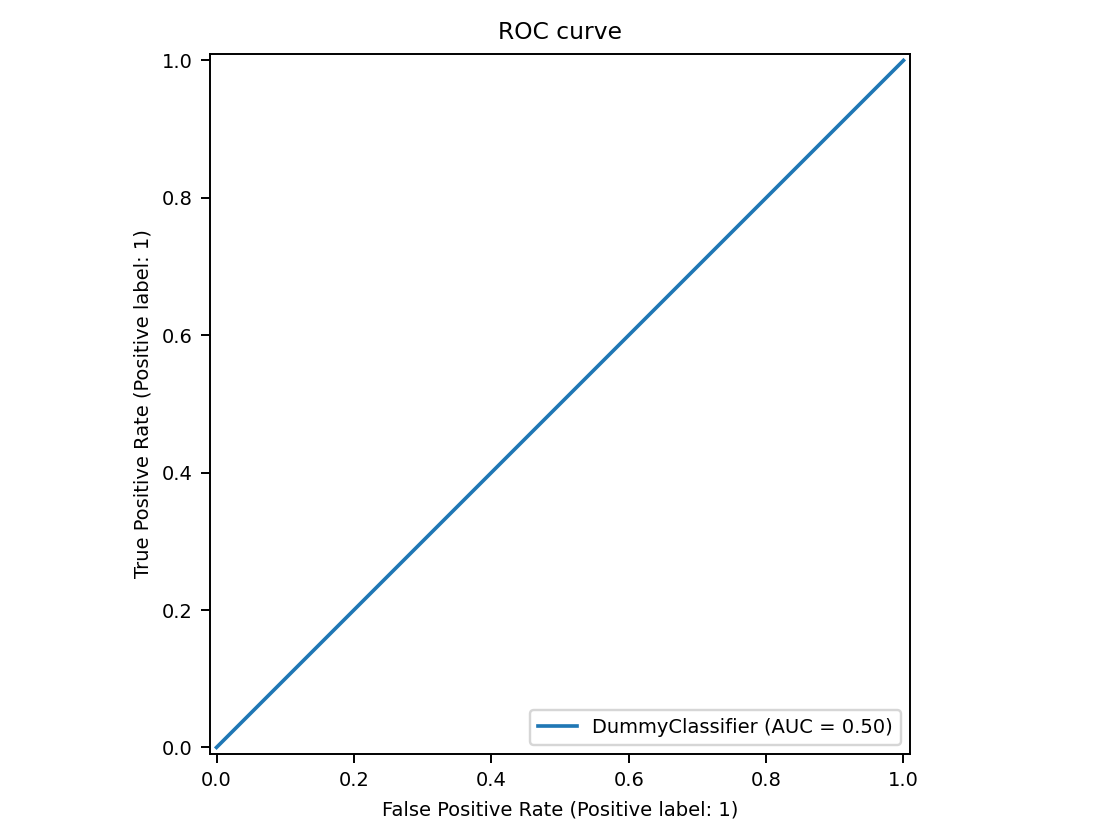 ROC curve
True Positive Rate (Positive label: 1)
1.0
0.8
0.6
0.4
0.2
0.0
DummyClassifier (AUC = 0.50)
0.0 0.2 0.4 0.6 0.8 1.0
False Positive Rate (Positive label: 1)